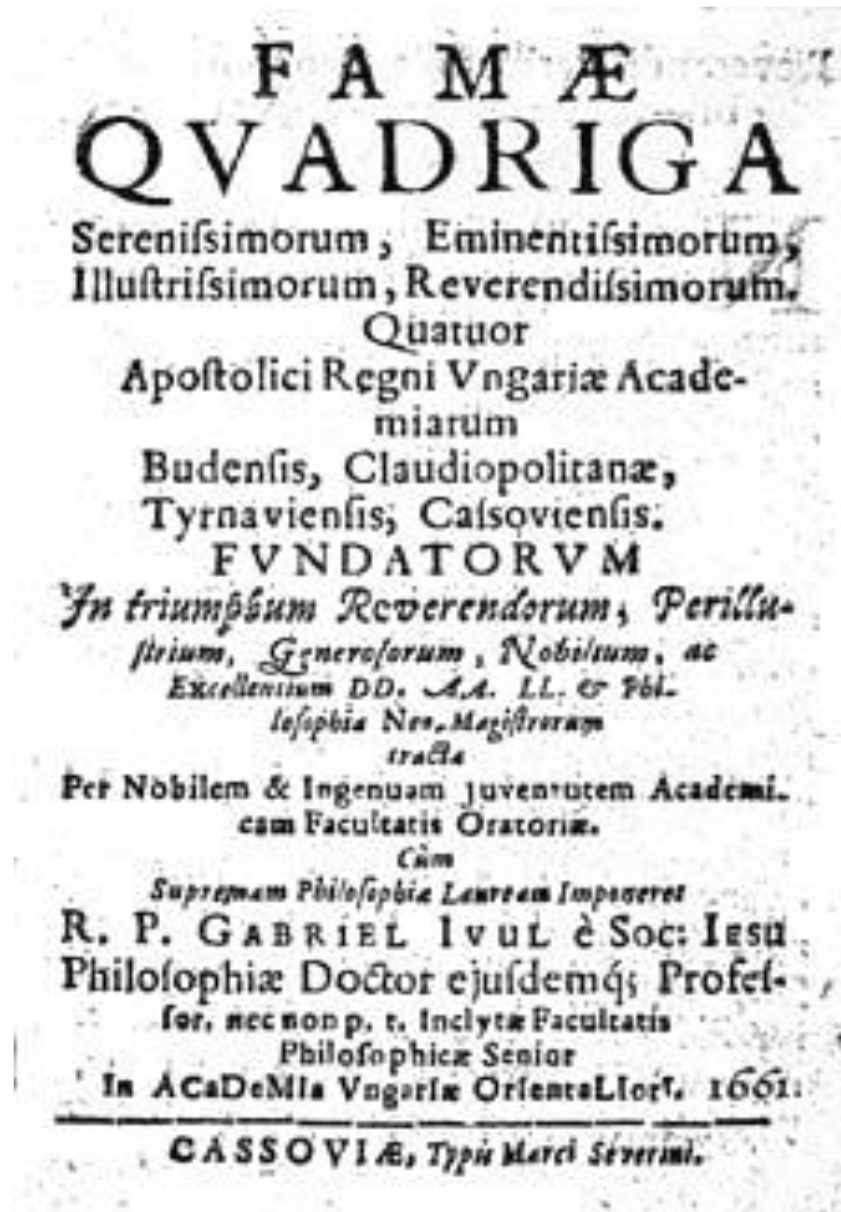 FAMÆ
QVADRIGA
Sereniſsimorum, Eminentiſsimorum,
Illuſtriſsimorum, Reverendiſsimorum.
Quatuor
Apoſtolici Regni Vngariæ Acade-
miarum
Budenſis, Claudiopolitanæ,
Tyrnavienſis, Caſsovienſis.
FVNDATORVM
In triumphum Reverendorum, Perillu-
ſtrium, Generoſorum, Nobilium, ac
Excellentium DD. AA. LL. & Phi-
loſophiæ Neo-Magiſtrorum
tracta
Per Nobilem & Ingenuam juventutem Academi-
cam Facultatis Oratoriæ.
Cùm
Supremam Philoſophiæ Lauream Imponeret
R. P. GABRIEL IVUL è Soc: IESU
Philoſophiæ Doctor ejuſdemq́; Profeſ-
ſor, nec non p. t. Inclytæ Facultatis
Philoſophicæ Senior
In ACaDeMIa VngarIæ OrIentaLIorI. 1661.
CASSOVIÆ, Typis Marci Severini.